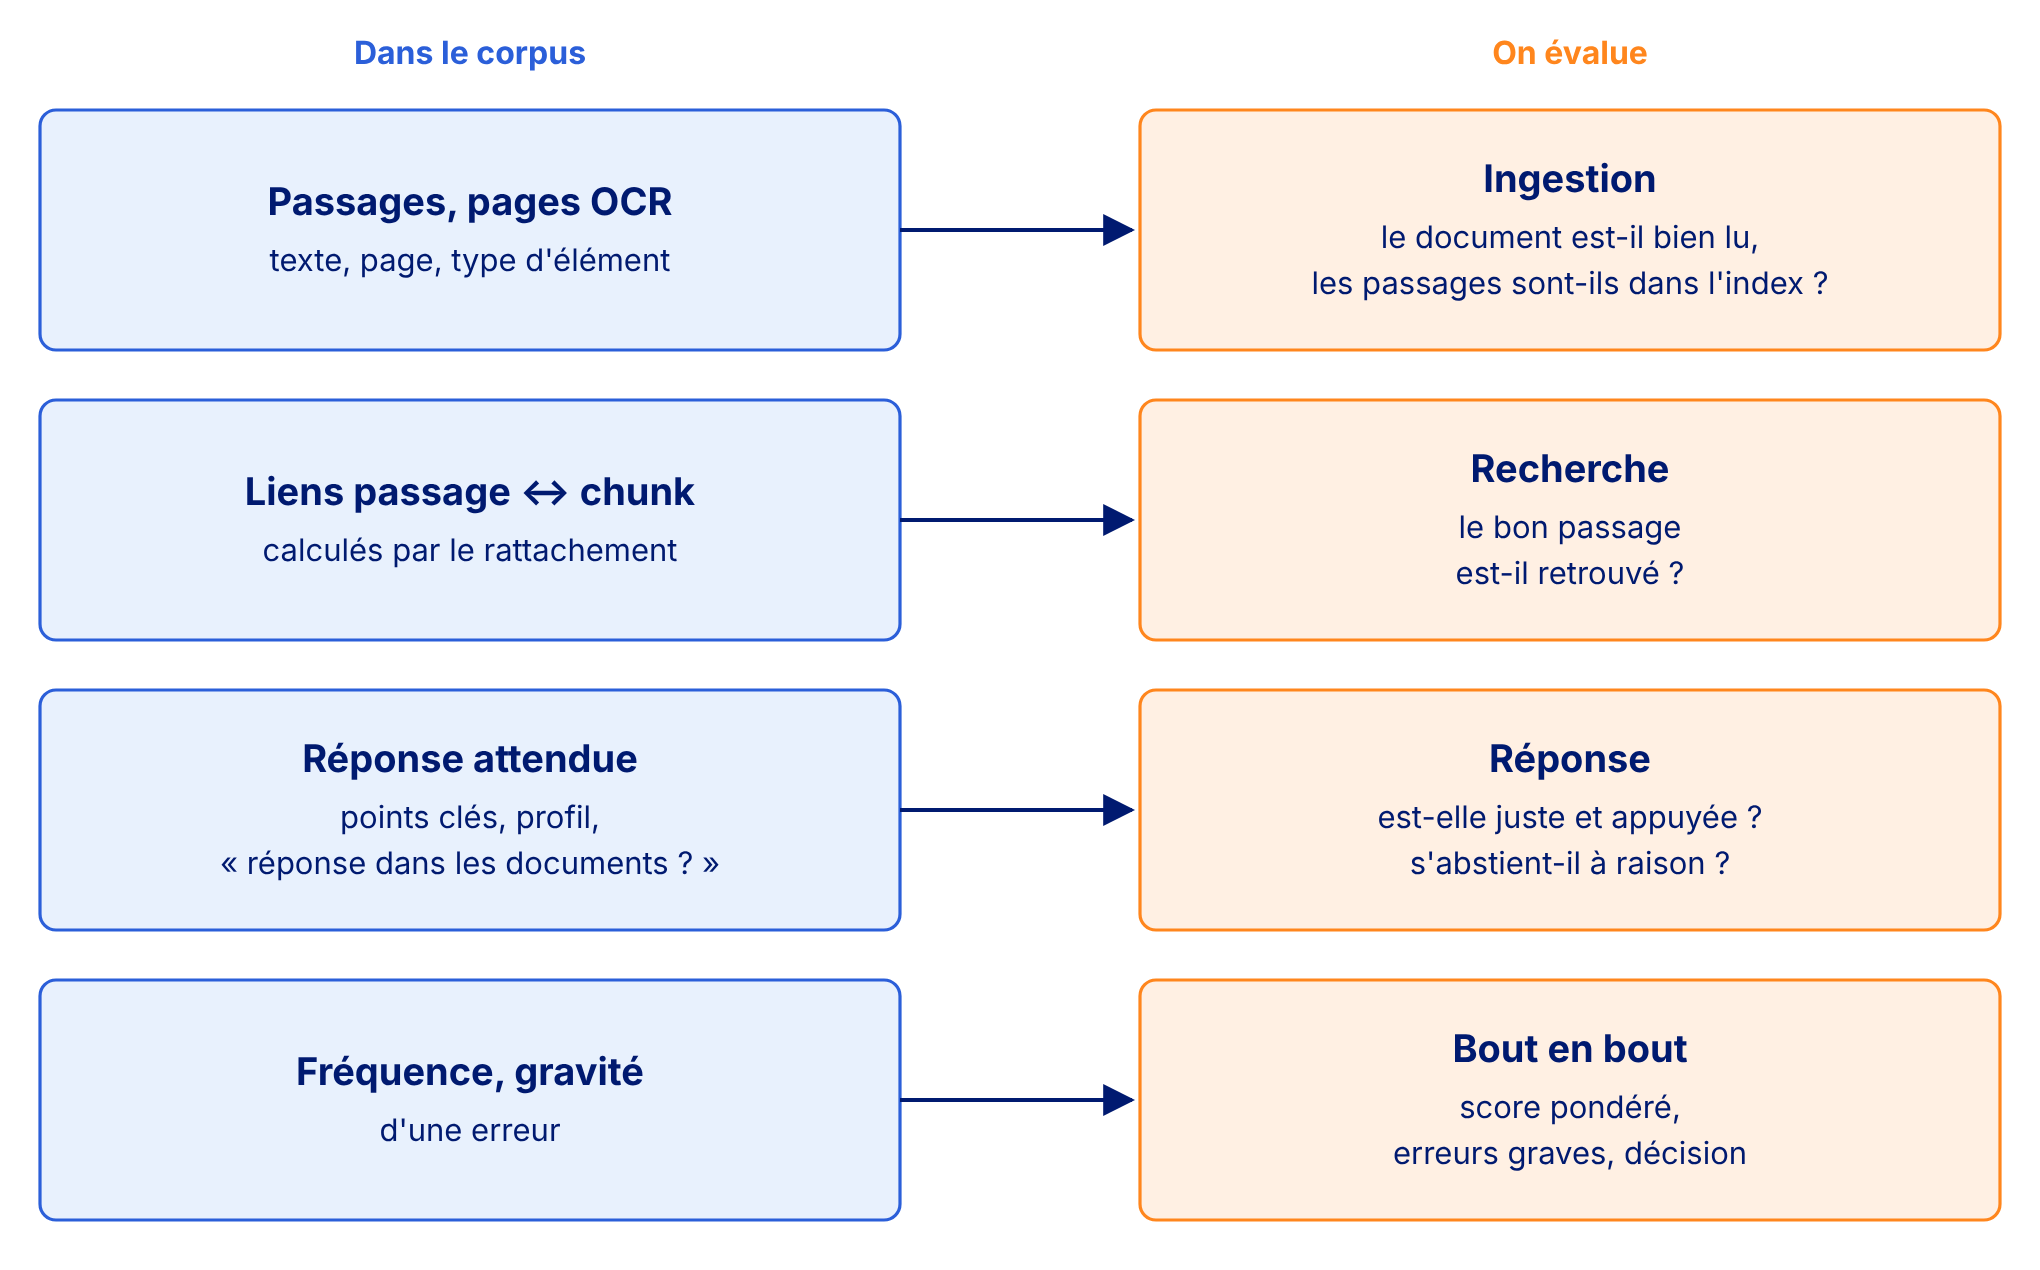 Dans le corpus
On évalue
Passages, pages OCR
texte, page, type d'élément
Ingestion
le document est-il bien lu,
les passages sont-ils dans l'index ?
Liens passage ↔ chunk
calculés par le rattachement
Recherche
le bon passage
est-il retrouvé ?
Réponse attendue
points clés, profil,
« réponse dans les documents ? »
Réponse
est-elle juste et appuyée ?
s'abstient-il à raison ?
Fréquence, gravité
d'une erreur
Bout en bout
score pondéré,
erreurs graves, décision